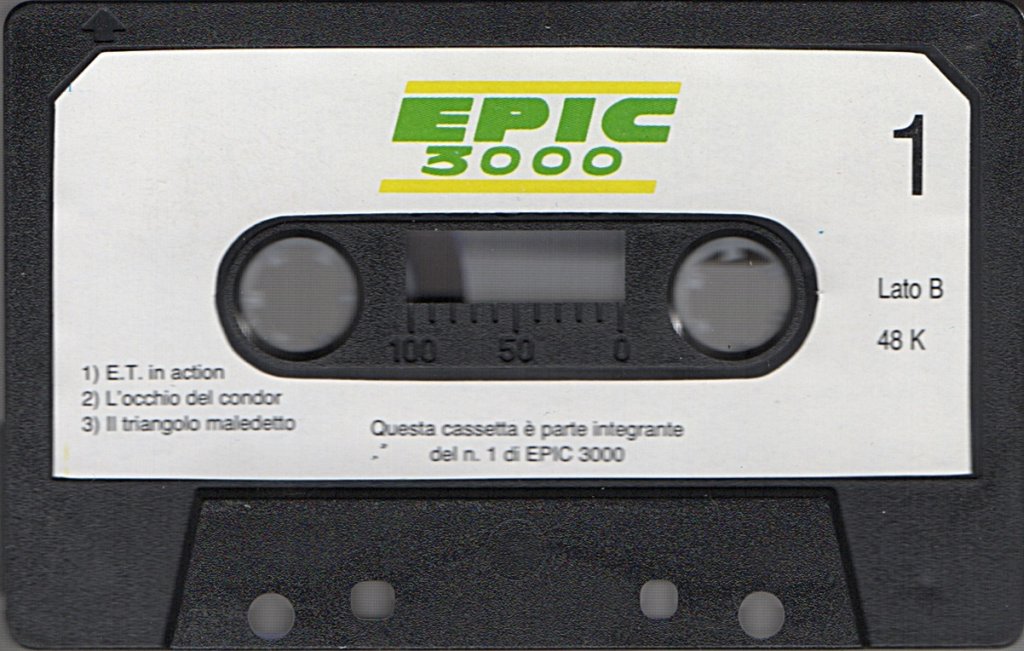 EPIC
3000
1
Lato B
48 K
100 50 0
1) E.T. in action
2) L'occhio del condor
3) Il triangolo maledetto
Questa cassetta è parte integrante
del n. 1 di EPIC 3000